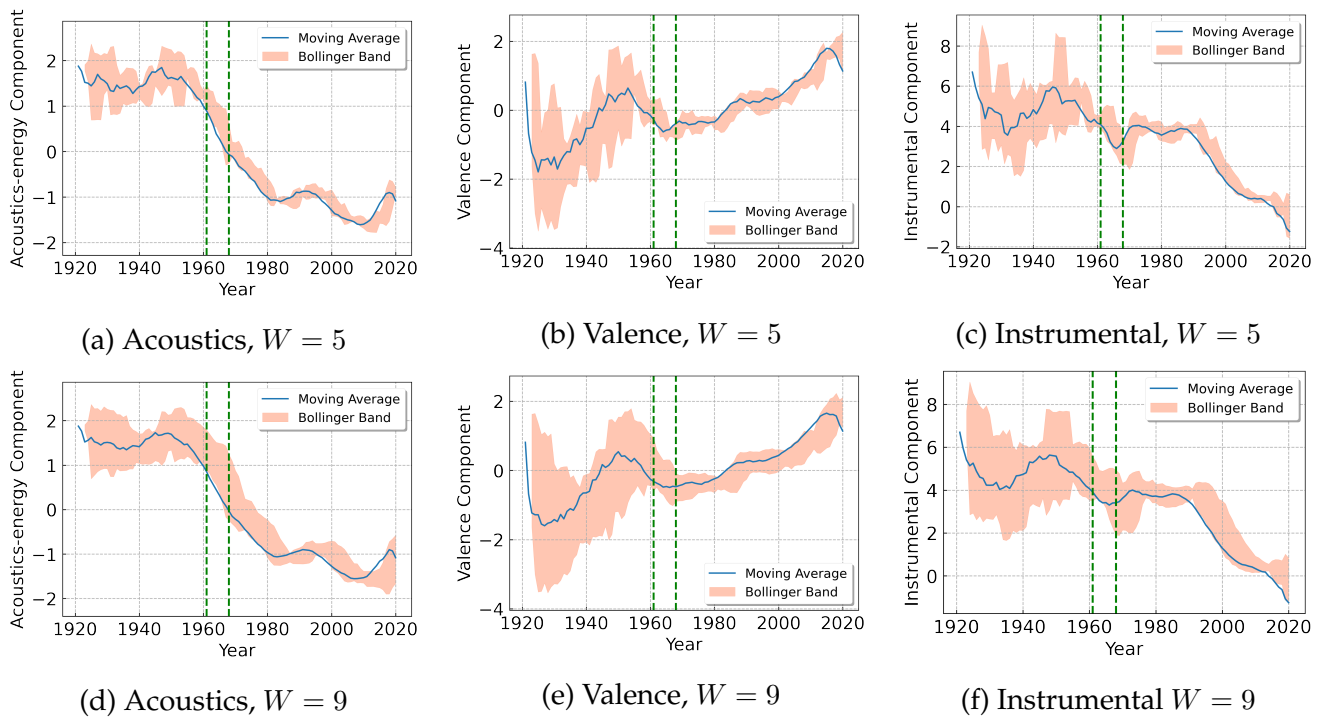 Acoustics-energy Component
2
1
0
−1
−2
1920 1940 1960 1980 2000 2020
Year
Moving Average
Bollinger Band
(a) Acoustics, W = 5
Valence Component
2
0
−2
−4
1920 1940 1960 1980 2000 2020
Year
Moving Average
Bollinger Band
(b) Valence, W = 5
Instrumental Component
8
6
4
2
0
−2
1920 1940 1960 1980 2000 2020
Year
Moving Average
Bollinger Band
(c) Instrumental, W = 5
Acoustics-energy Component
2
1
0
−1
−2
1920 1940 1960 1980 2000 2020
Year
Moving Average
Bollinger Band
(d) Acoustics, W = 9
Valence Component
2
0
−2
−4
1920 1940 1960 1980 2000 2020
Year
Moving Average
Bollinger Band
(e) Valence, W = 9
Instrumental Component
8
6
4
2
0
1920 1940 1960 1980 2000 2020
Year
Moving Average
Bollinger Band
(f) Instrumental W = 9